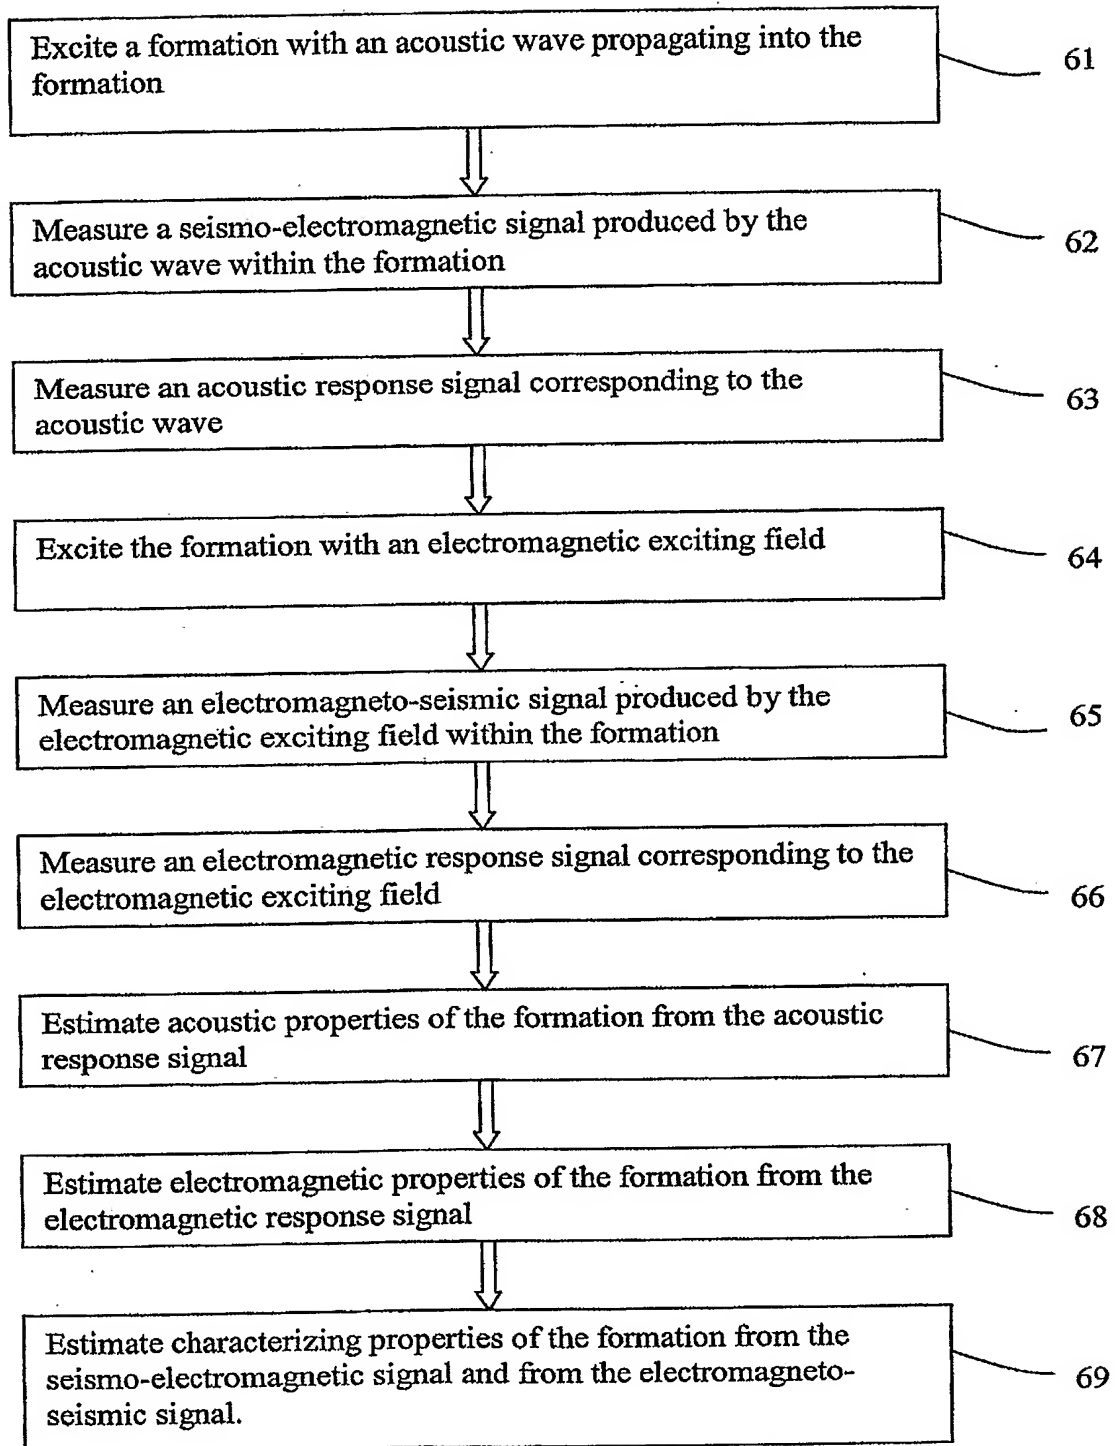 Excite a formation with an acoustic wave propagating into the
formation
61
Measure a seismo-electromagnetic signal produced by the
acoustic wave within the formation
62
Measure an acoustic response signal corresponding to the
acoustic wave
63
Excite the formation with an electromagnetic exciting field
64
Measure an electromagneto-seismic signal produced by the
electromagnetic exciting field within the formation
65
Measure an electromagnetic response signal corresponding to the
electromagnetic exciting field
66
Estimate acoustic properties of the formation from the acoustic
response signal
67
Estimate electromagnetic properties of the formation from the
electromagnetic response signal
68
Estimate characterizing properties of the formation from the
seismo-electromagnetic signal and from the electromagneto-
seismic signal.
69